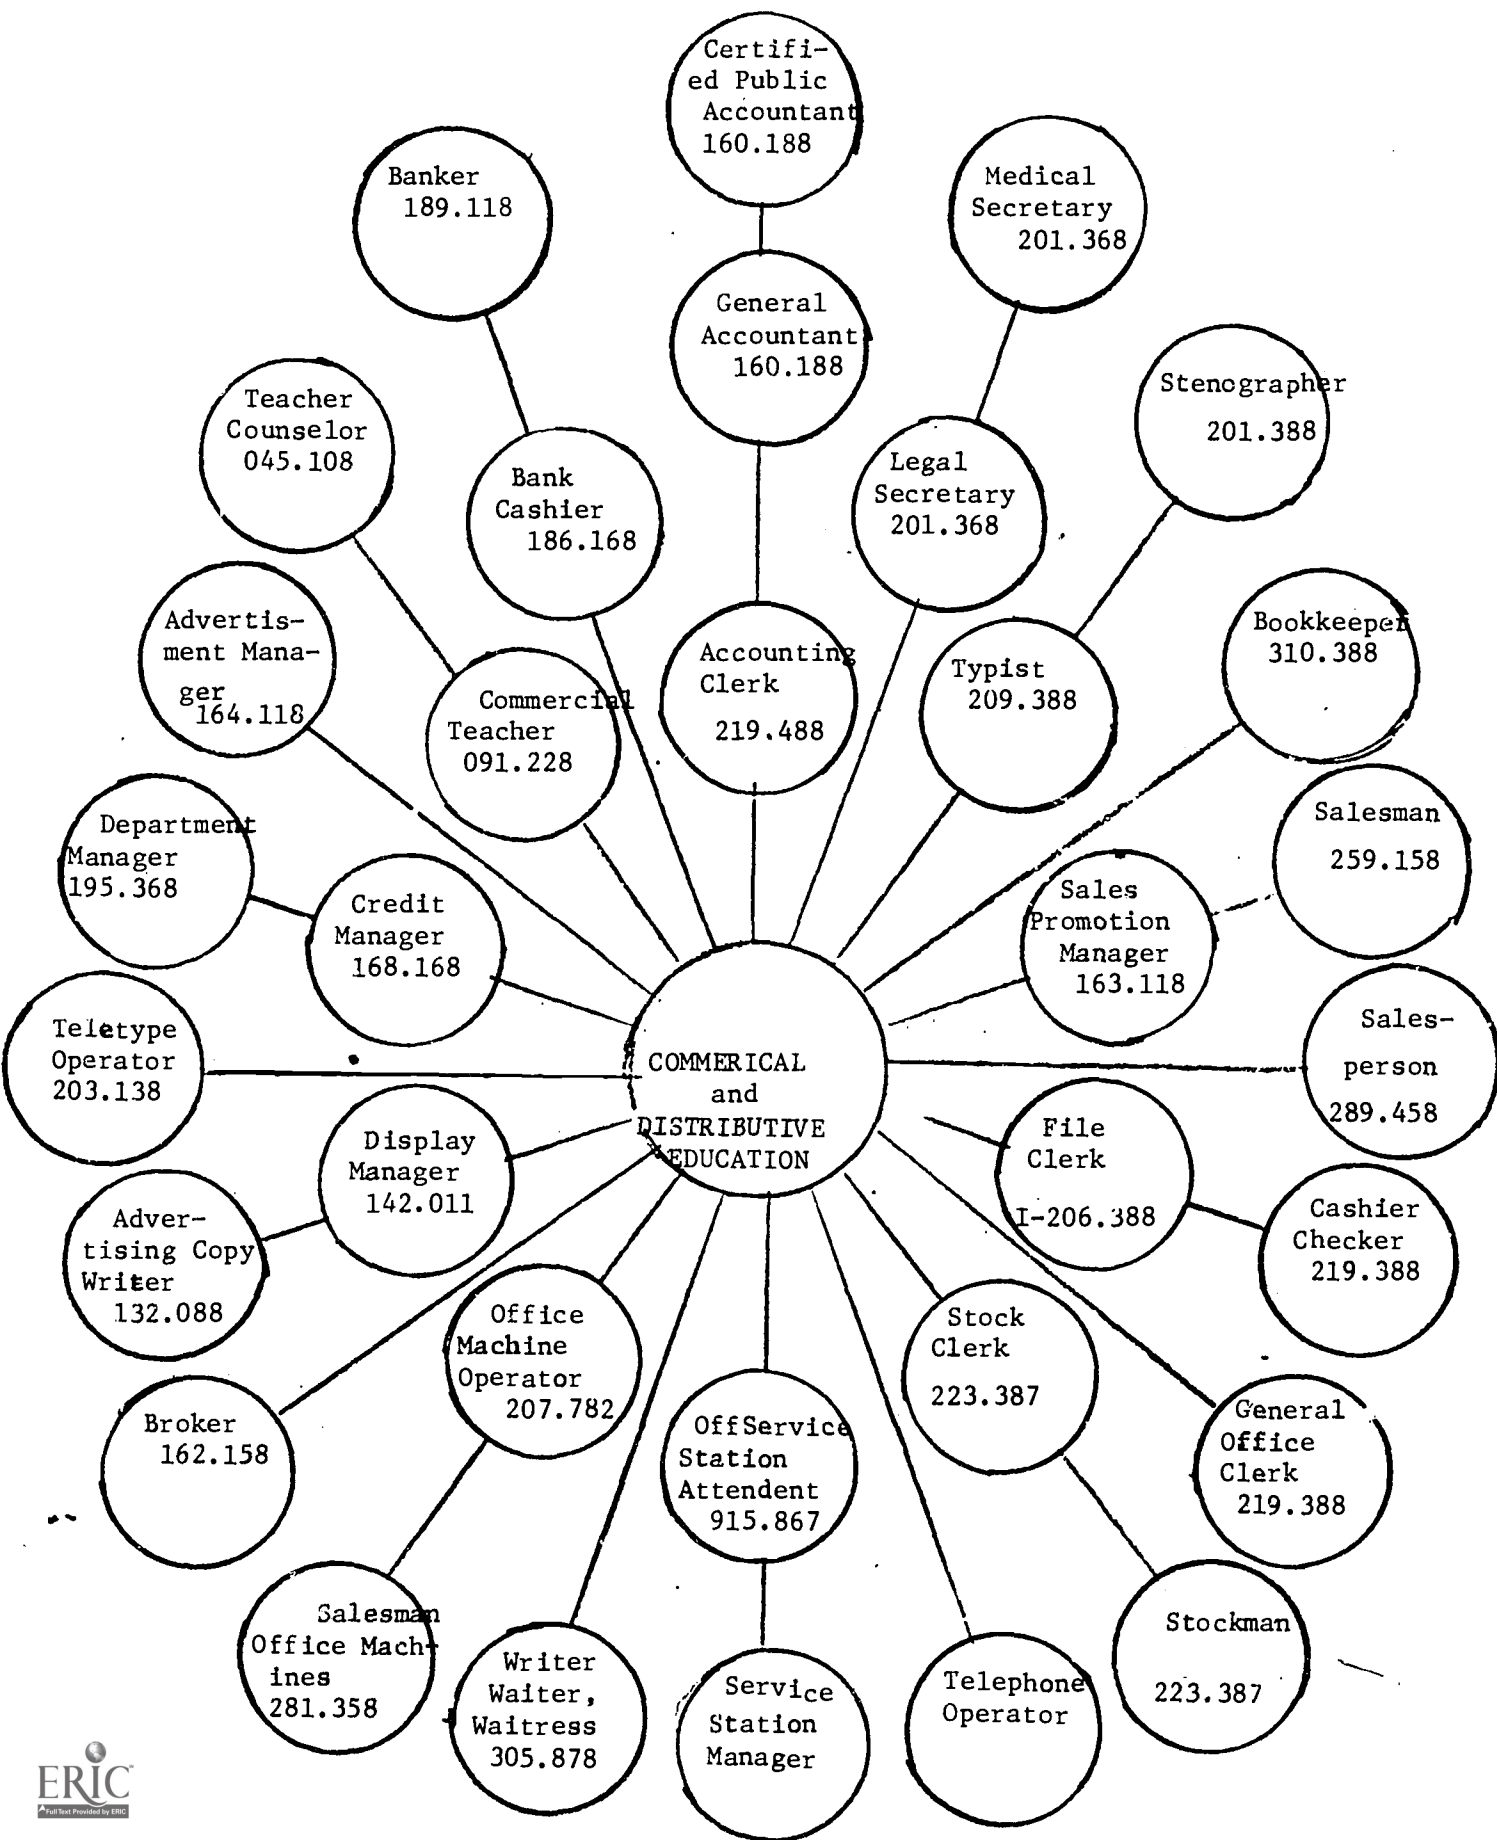 Certifi-
ed Public
Accountant
160.188
Banker
189.118
Medical
Secretary
201.368
General
Accountant
160.188
Teacher
Counselor
045.108
Stenographer
201.388
Bank
Cashier
186.168
Legal
Secretary
201.368
Advertis-
ment Mana-
ger
164.118
Commercial
Teacher
091.228
Accounting
Clerk
219.488
Typist
209.388
Bookkeeper
310.388
Department
Manager
195.368
Credit
Manager
168.168
Sales
Promotion
Manager
163.118
Salesman
259.158
Teletype
Operator
203.138
COMMERICAL
and
DISTRIBUTIVE
EDUCATION
Sales-
person
289.458
Display
Manager
142.011
File
Clerk
I-206.388
Adver-
tising Copy
Writer
132.088
Cashier
Checker
219.388
Office
Machine
Operator
207.782
Stock
Clerk
223.387
Broker
162.158
OffService
Station
Attendent
915.867
General
Office
Clerk
219.388
Salesman
Office Mach-
ines
281.358
Writer
Waiter,
Waitress
305.878
Service
Station
Manager
Telephone
Operator
Stockman
223.387
ERIC
Full Text Provided by ERIC